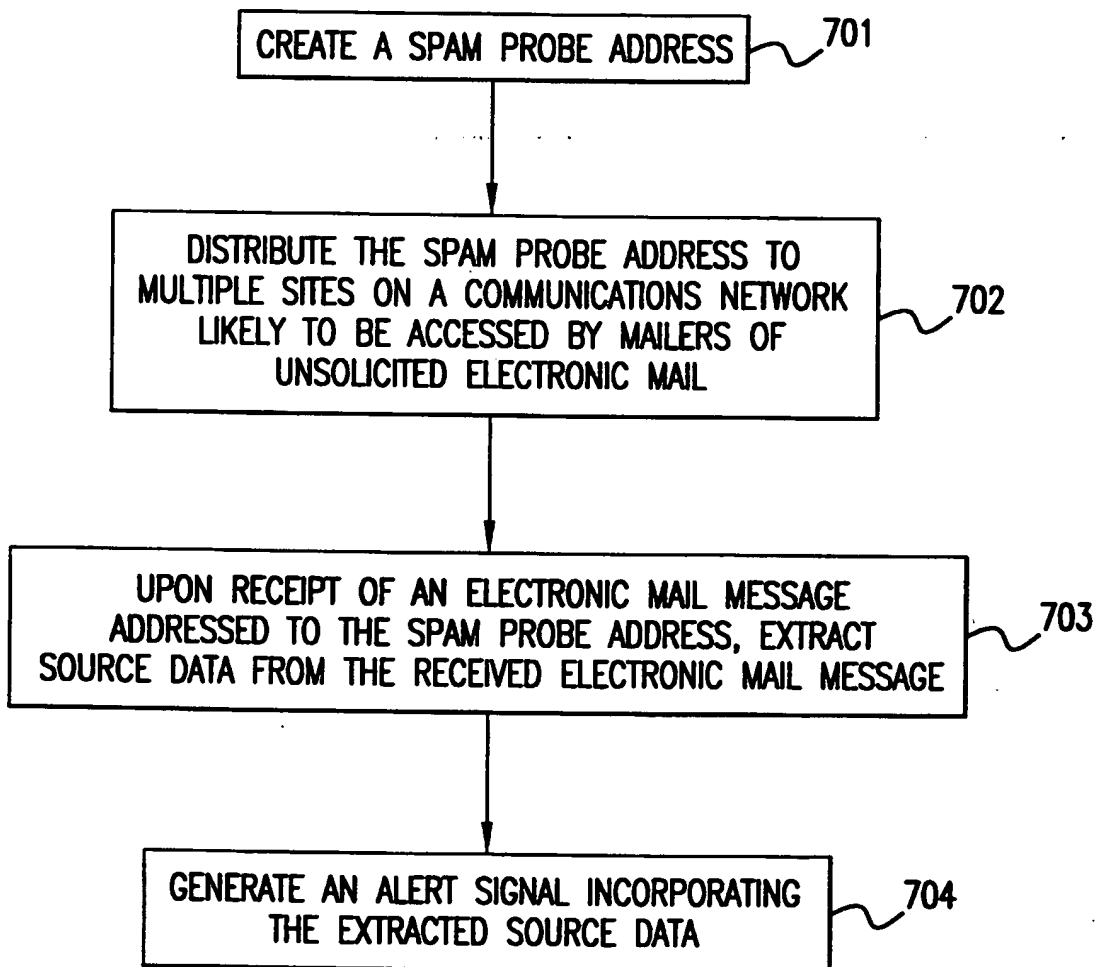 CREATE A SPAM PROBE ADDRESS 701
DISTRIBUTE THE SPAM PROBE ADDRESS TO
MULTIPLE SITES ON A COMMUNICATIONS NETWORK
LIKELY TO BE ACCESSED BY MAILERS OF
UNSOLICITED ELECTRONIC MAIL
702
UPON RECEIPT OF AN ELECTRONIC MAIL MESSAGE
ADDRESSED TO THE SPAM PROBE ADDRESS, EXTRACT
SOURCE DATA FROM THE RECEIVED ELECTRONIC MAIL MESSAGE
703
GENERATE AN ALERT SIGNAL INCORPORATING
THE EXTRACTED SOURCE DATA
704